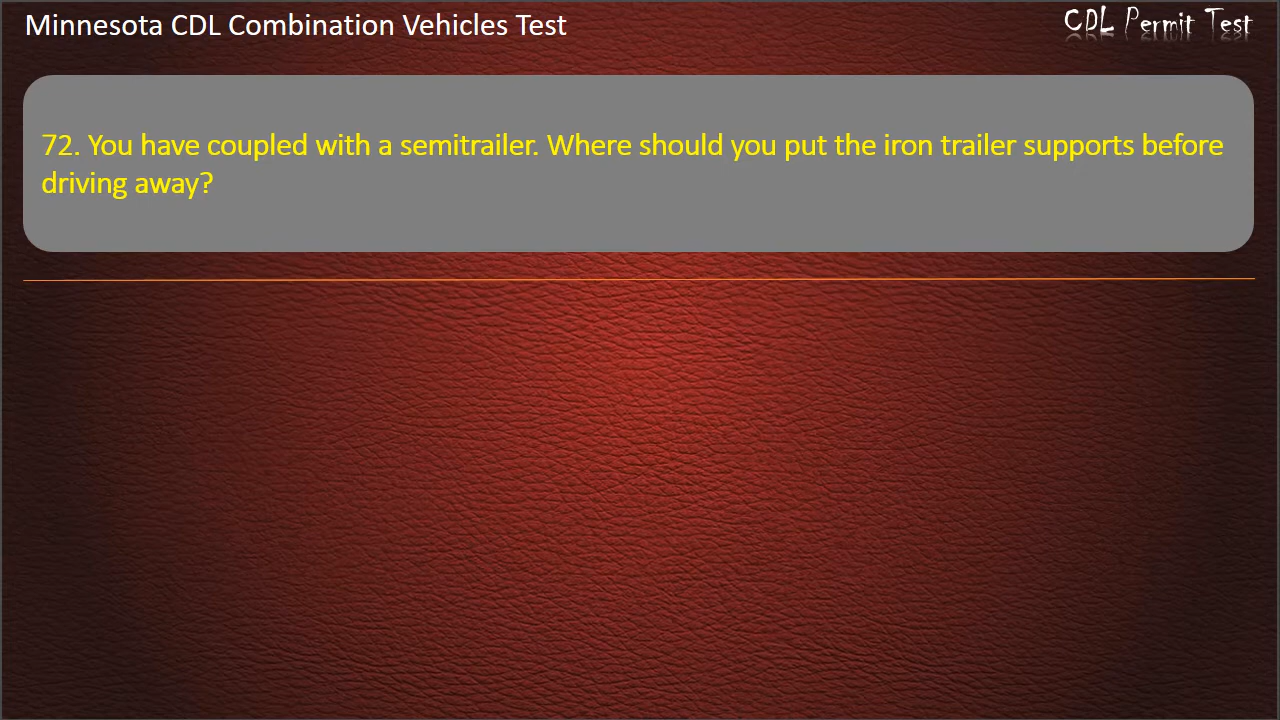 Minnesota CDL Combination Vehicles Test
CDL Permit Test
72. You have coupled with a semitrailer. Where should you put the iron trailer supports before
driving away?